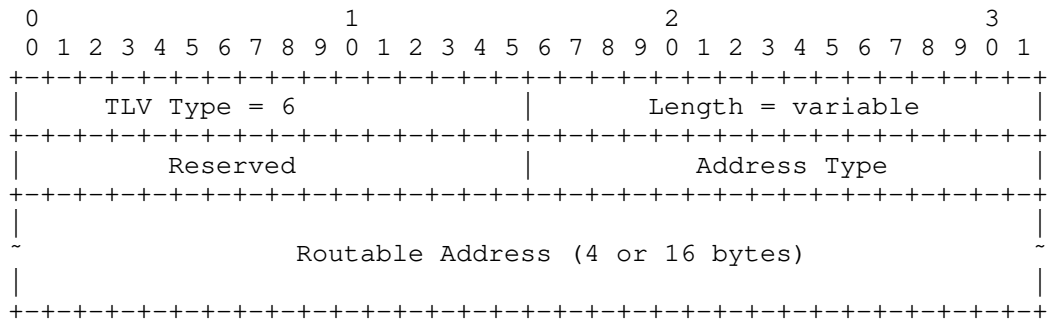 0                   1                   2                   3
 0 1 2 3 4 5 6 7 8 9 0 1 2 3 4 5 6 7 8 9 0 1 2 3 4 5 6 7 8 9 0 1
+-+-+-+-+-+-+-+-+-+-+-+-+-+-+-+-+-+-+-+-+-+-+-+-+-+-+-+-+-+-+-+-+
|     TLV Type = 6              |       Length = variable       |
+-+-+-+-+-+-+-+-+-+-+-+-+-+-+-+-+-+-+-+-+-+-+-+-+-+-+-+-+-+-+-+-+
|         Reserved              |          Address Type         |
+-+-+-+-+-+-+-+-+-+-+-+-+-+-+-+-+-+-+-+-+-+-+-+-+-+-+-+-+-+-+-+-+
|                                                               |
~                 Routable Address (4 or 16 bytes)              ~
|                                                               |
+-+-+-+-+-+-+-+-+-+-+-+-+-+-+-+-+-+-+-+-+-+-+-+-+-+-+-+-+-+-+-+-+